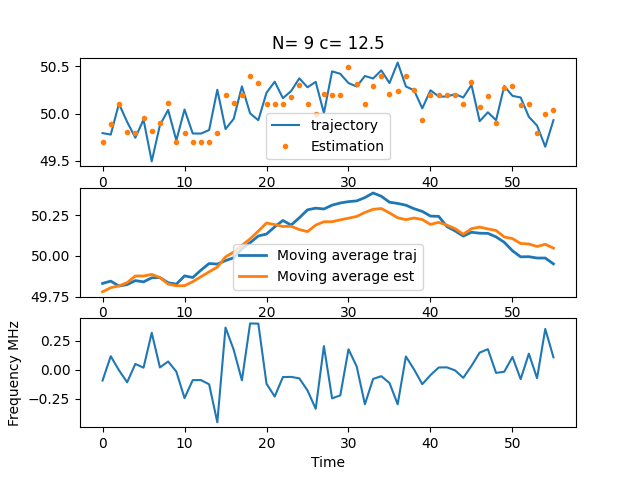 N= 9 c= 12.5
50.5
50.0
49.5
trajectory
Estimation
0 10 20 30 40 50
50.25
50.00
49.75
Moving average traj
Moving average est
0 10 20 30 40 50
0.25
0.00
−0.25
Frequency MHz
0 10 20 30 40 50
Time